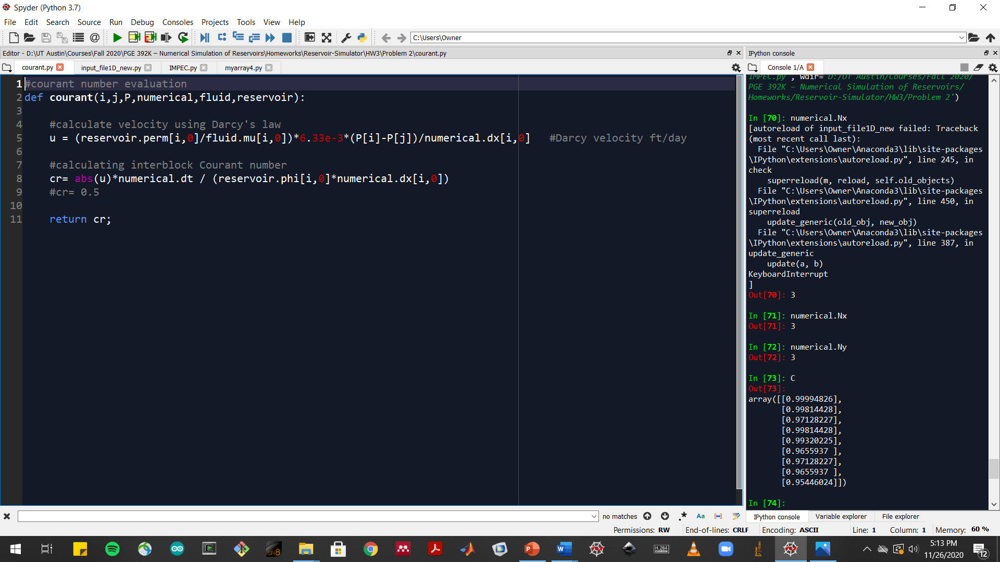 Spyder (Python 3.7)
File Edit Search Source Run Debug Consoles Projects Tools View Help
C:\Users\Owner
Editor - D:\UT Austin\Courses\Fall 2020\PGE 392K – Numerical Simulation of Reservoirs\Homeworks\Reservoir-Simulator\HW3\Problem 2\courant.py
courant.py input_file1D_new.py IMPEC.py myarray4.py
1 #courant number evaluation
2 def courant(i,j,P,numerical,fluid,reservoir):
3
4 #calculate velocity using Darcy's law
5 u = (reservoir.perm[i,0]/fluid.mu[i,0])*6.33e-3*(P[i]-P[j])/numerical.dx[i,0] #Darcy velocity ft/day
6
7 #calculating interblock Courant number
8 cr= abs(u)*numerical.dt / (reservoir.phi[i,0]*numerical.dx[i,0])
9 #cr= 0.5
10
11 return cr;
no matches .* Aa
IPython console
Console 1/A
IMPEC.py', wdir='D:/UT Austin/Courses/Fall 2020/
PGE 392K – Numerical Simulation of Reservoirs/
Homeworks/Reservoir-Simulator/HW3/Problem 2')
In [70]: numerical.Nx
[autoreload of input_file1D_new failed: Traceback
(most recent call last):
File "C:\Users\Owner\Anaconda3\lib\site-packages
\IPython\extensions\autoreload.py", line 245, in
check
superreload(m, reload, self.old_objects)
File "C:\Users\Owner\Anaconda3\lib\site-packages
\IPython\extensions\autoreload.py", line 450, in
superreload
update_generic(old_obj, new_obj)
File "C:\Users\Owner\Anaconda3\lib\site-packages
\IPython\extensions\autoreload.py", line 387, in
update_generic
update(a, b)
KeyboardInterrupt
]
Out[70]: 3
In [71]: numerical.Nx
Out[71]: 3
In [72]: numerical.Ny
Out[72]: 3
In [73]: C
Out[73]:
array([[0.99994826],
[0.99814428],
[0.97128227],
[0.99814428],
[0.99320225],
[0.9655937 ],
[0.97128227],
[0.9655937 ],
[0.95446024]])
In [74]:
IPython console Variable explorer File explorer
Permissions: RW End-of-lines: CRLF Encoding: ASCII Line: 1 Column: 1 Memory: 60 %
SN8
H.264
5:13 PM
11/26/2020
12